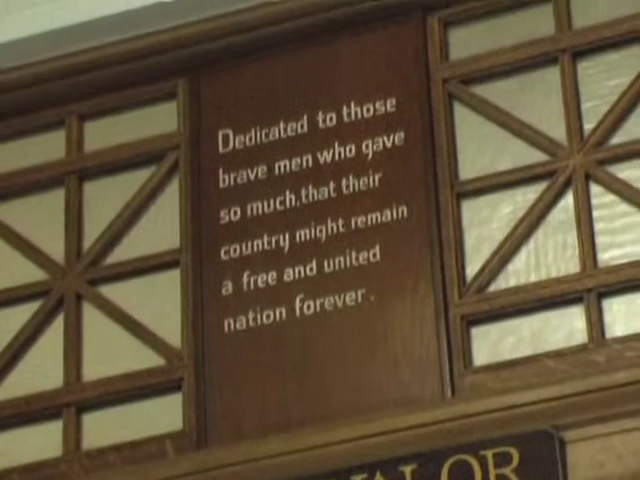 Dedicated to those
brave men who gave
so much.that their
country might remain
a free and united
nation forever.
VALOR